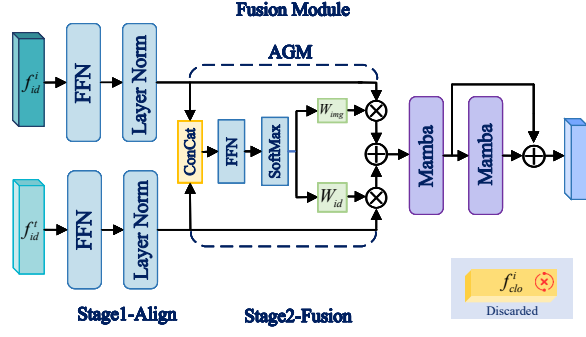 Fusion Module
AGM
f^i_id
FFN
Layer Norm
ConCat
FFN
SoftMax
W_img
W_id
Mamba
Mamba
f^t_id
FFN
Layer Norm
f^i_clo
Discarded
Stage1-Align
Stage2-Fusion